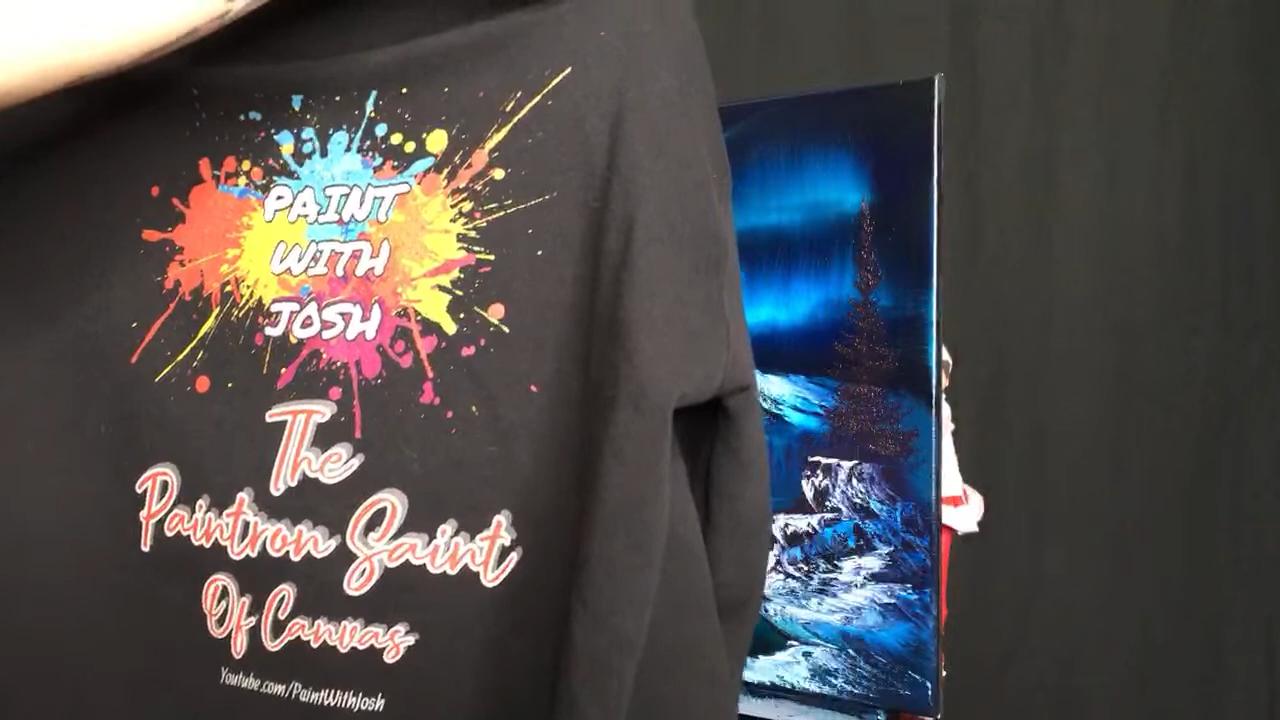 PAINT
WITH
JOSH
The
Paintron Saint
Of Canvas
Youtube.com/PaintWithJosh